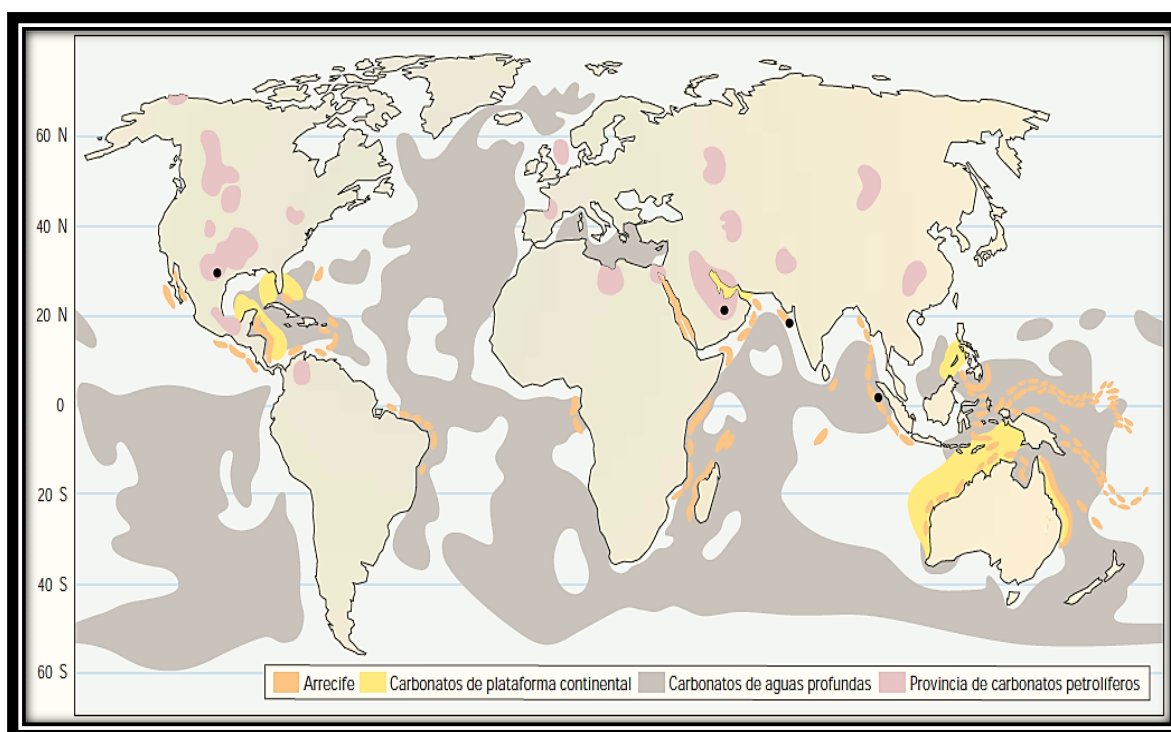 60 N
40 N
20 N
0
20 S
40 S
60 S
Arrecife Carbonatos de plataforma continental Carbonatos de aguas profundas Provincia de carbonatos petrolíferos